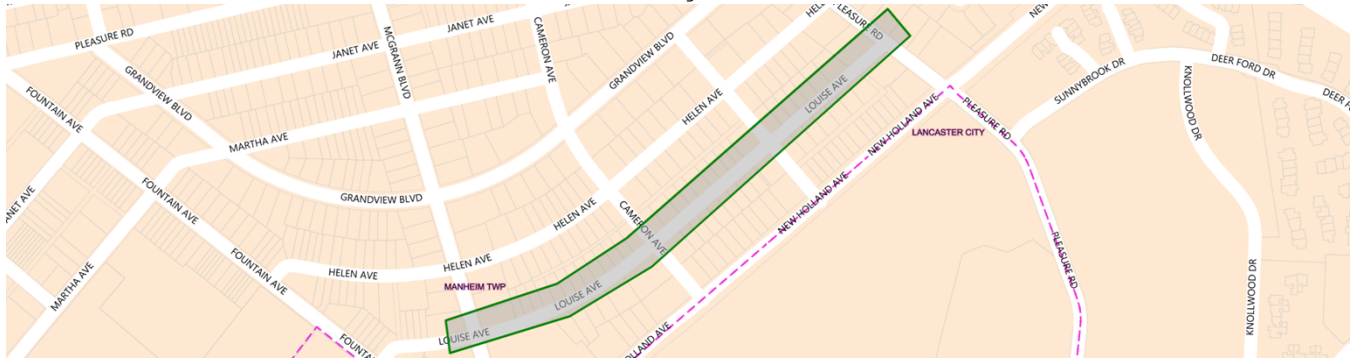 PLEASURE RD
JANET AVE
JANET AVE
MCGRANN BLVD
CAMERON AVE
GRANDVIEW BLVD
GRANDVIEW BLVD
PLEASURE RD
LOUISE AVE
HELEN AVE
FOUNTAIN AVE
MARTHA AVE
NEW HOLLAND AVE
LANCASTER CITY
PLEASURE RD
SUNNYBROOK DR
DEER FORD DR
KNOLLWOOD DR
FOUNTAIN AVE
GRANDVIEW BLVD
HELEN AVE
CAMERON AVE
NEW HOLLAND AVE
PLEASURE RD
FOUNTAIN AVE
HELEN AVE
HELEN AVE
MARTHA AVE
MANHEIM TWP
LOUISE AVE
LOUISE AVE
KNOLLWOOD DR